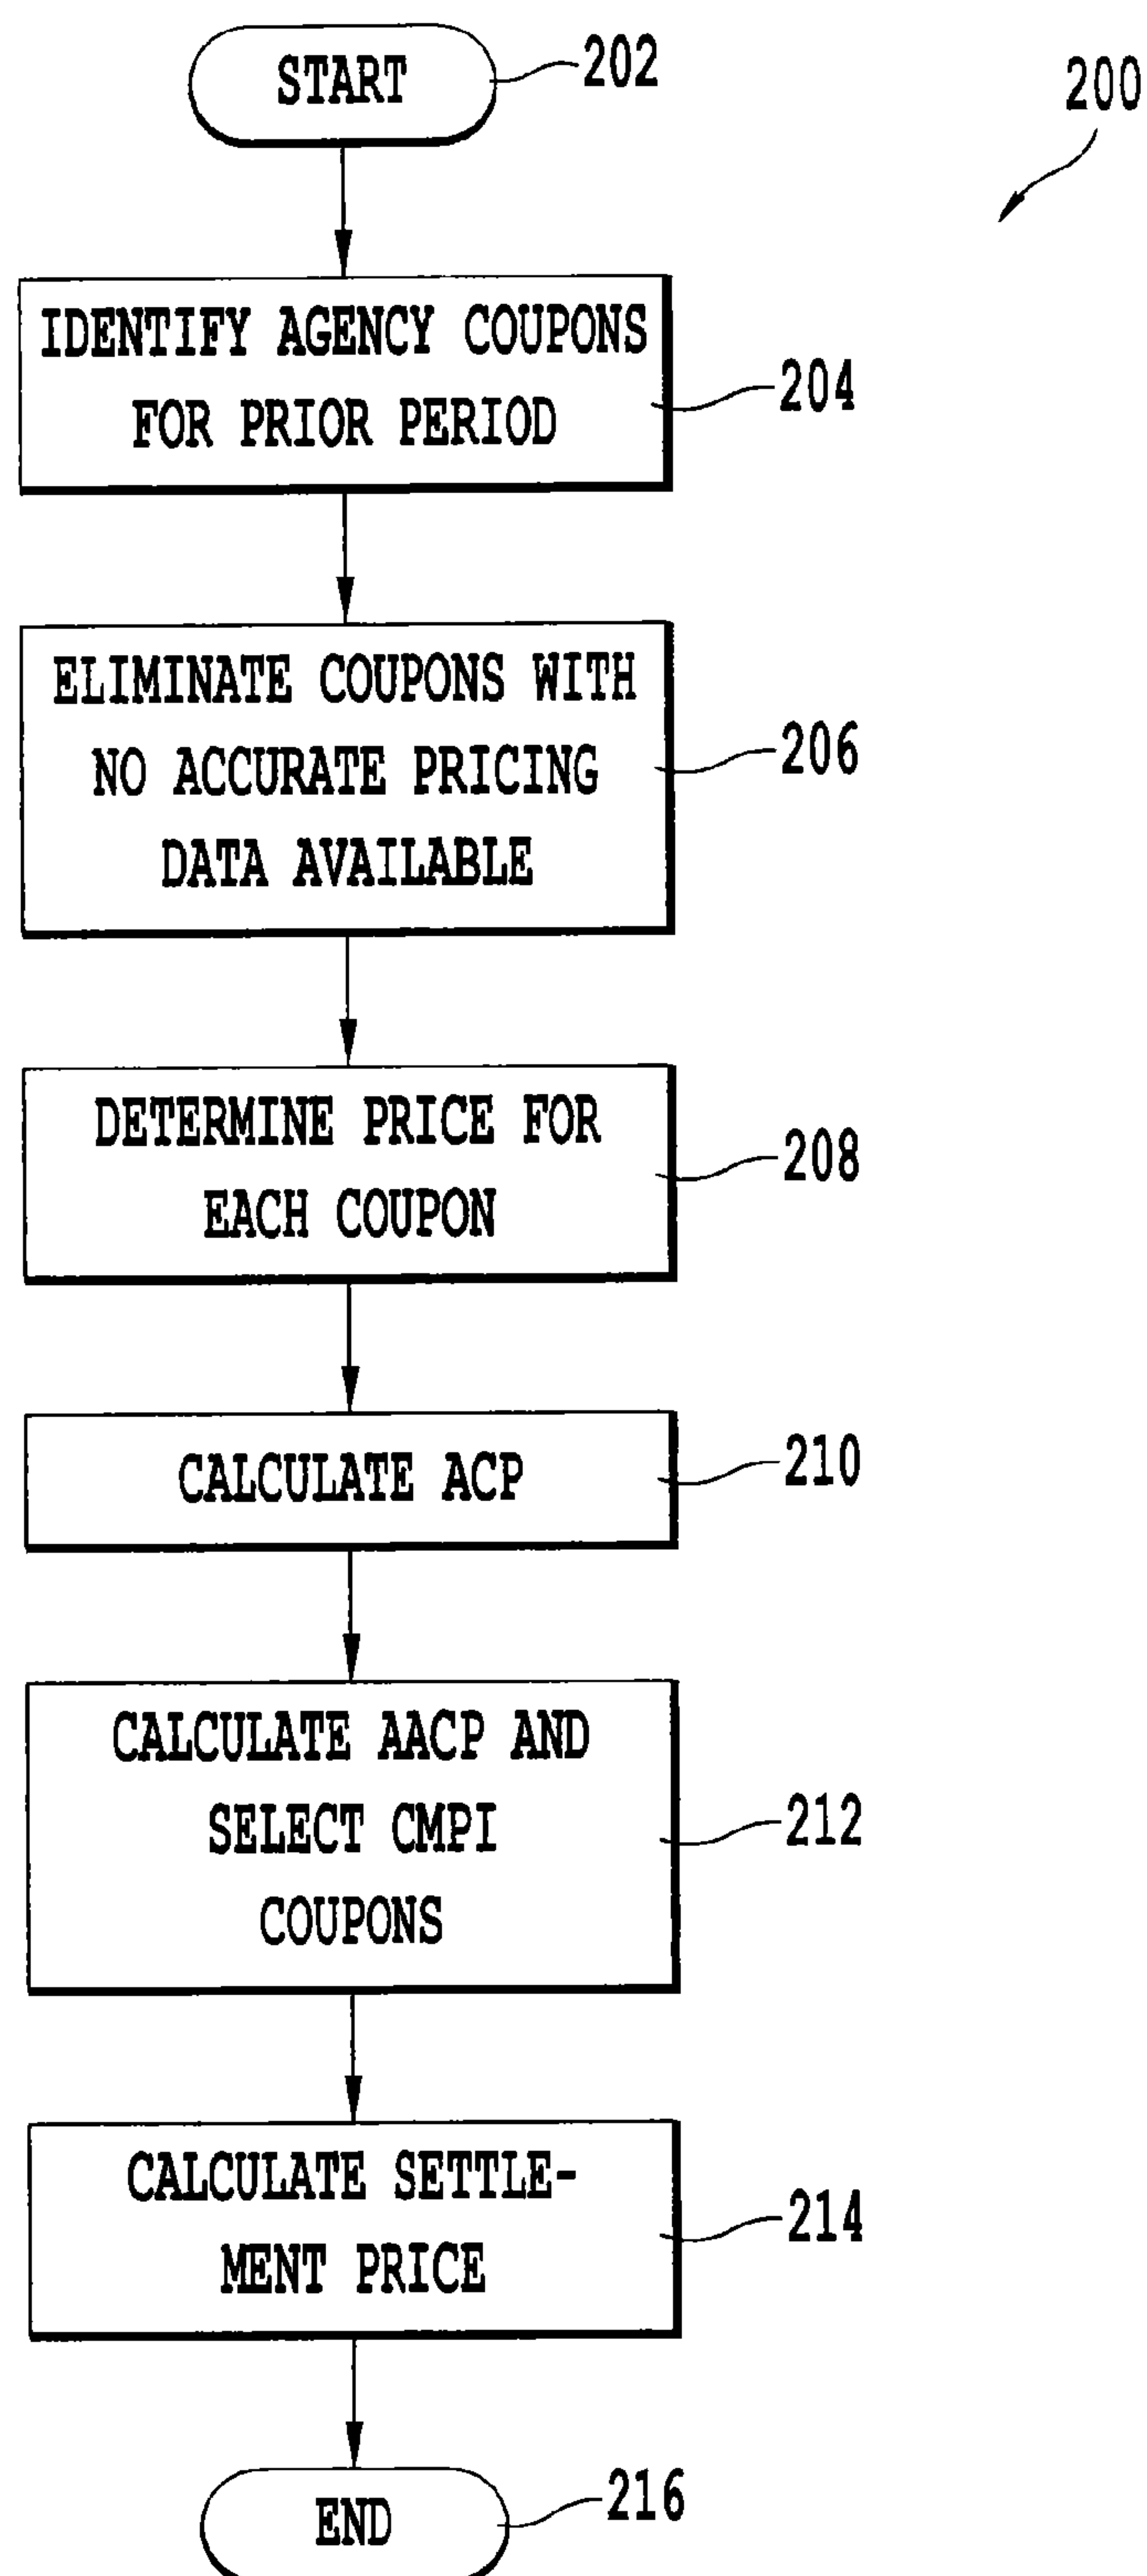 START
202
200
IDENTIFY AGENCY COUPONS
FOR PRIOR PERIOD
204
ELIMINATE COUPONS WITH
NO ACCURATE PRICING
DATA AVAILABLE
206
DETERMINE PRICE FOR
EACH COUPON
208
CALCULATE ACP
210
CALCULATE AACP AND
SELECT CMPI
COUPONS
212
CALCULATE SETTLE-
MENT PRICE
214
END
216